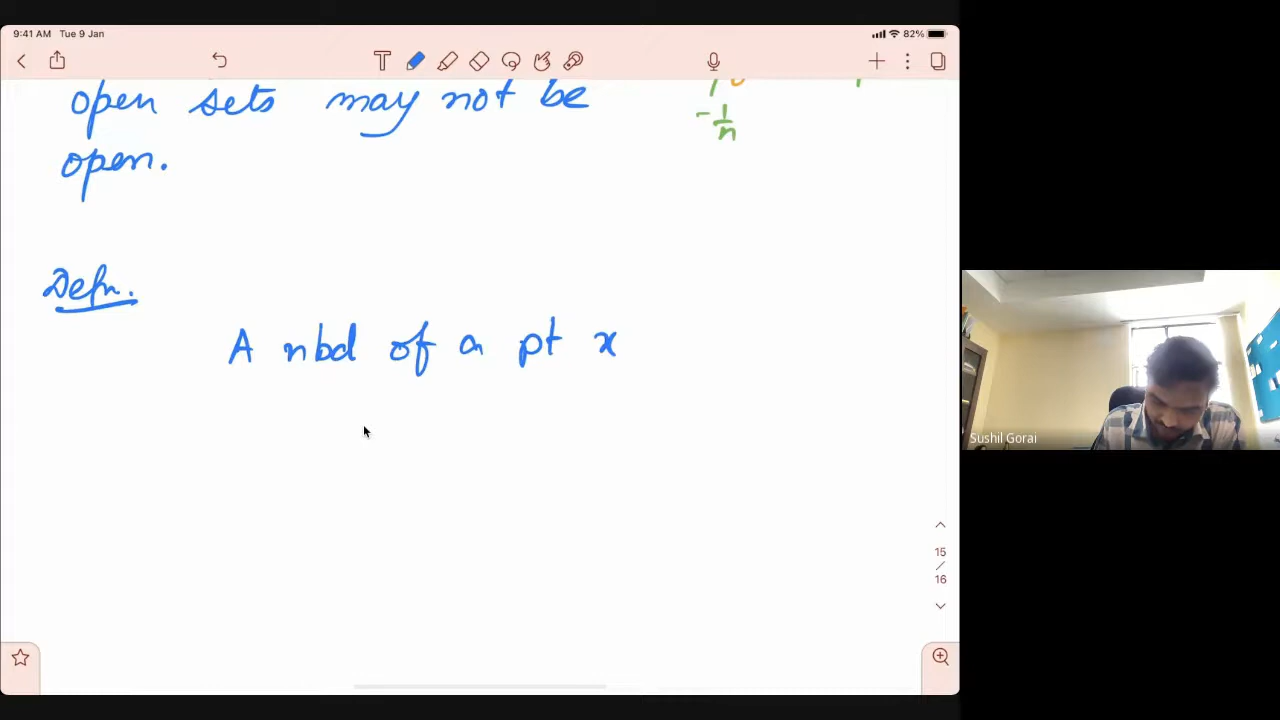 9:41 AM Tue 9 Jan
82%
open sets may not be
open.
-1/n
Defn.
A nbd of a pt x
Sushil Gorai
15
/
16